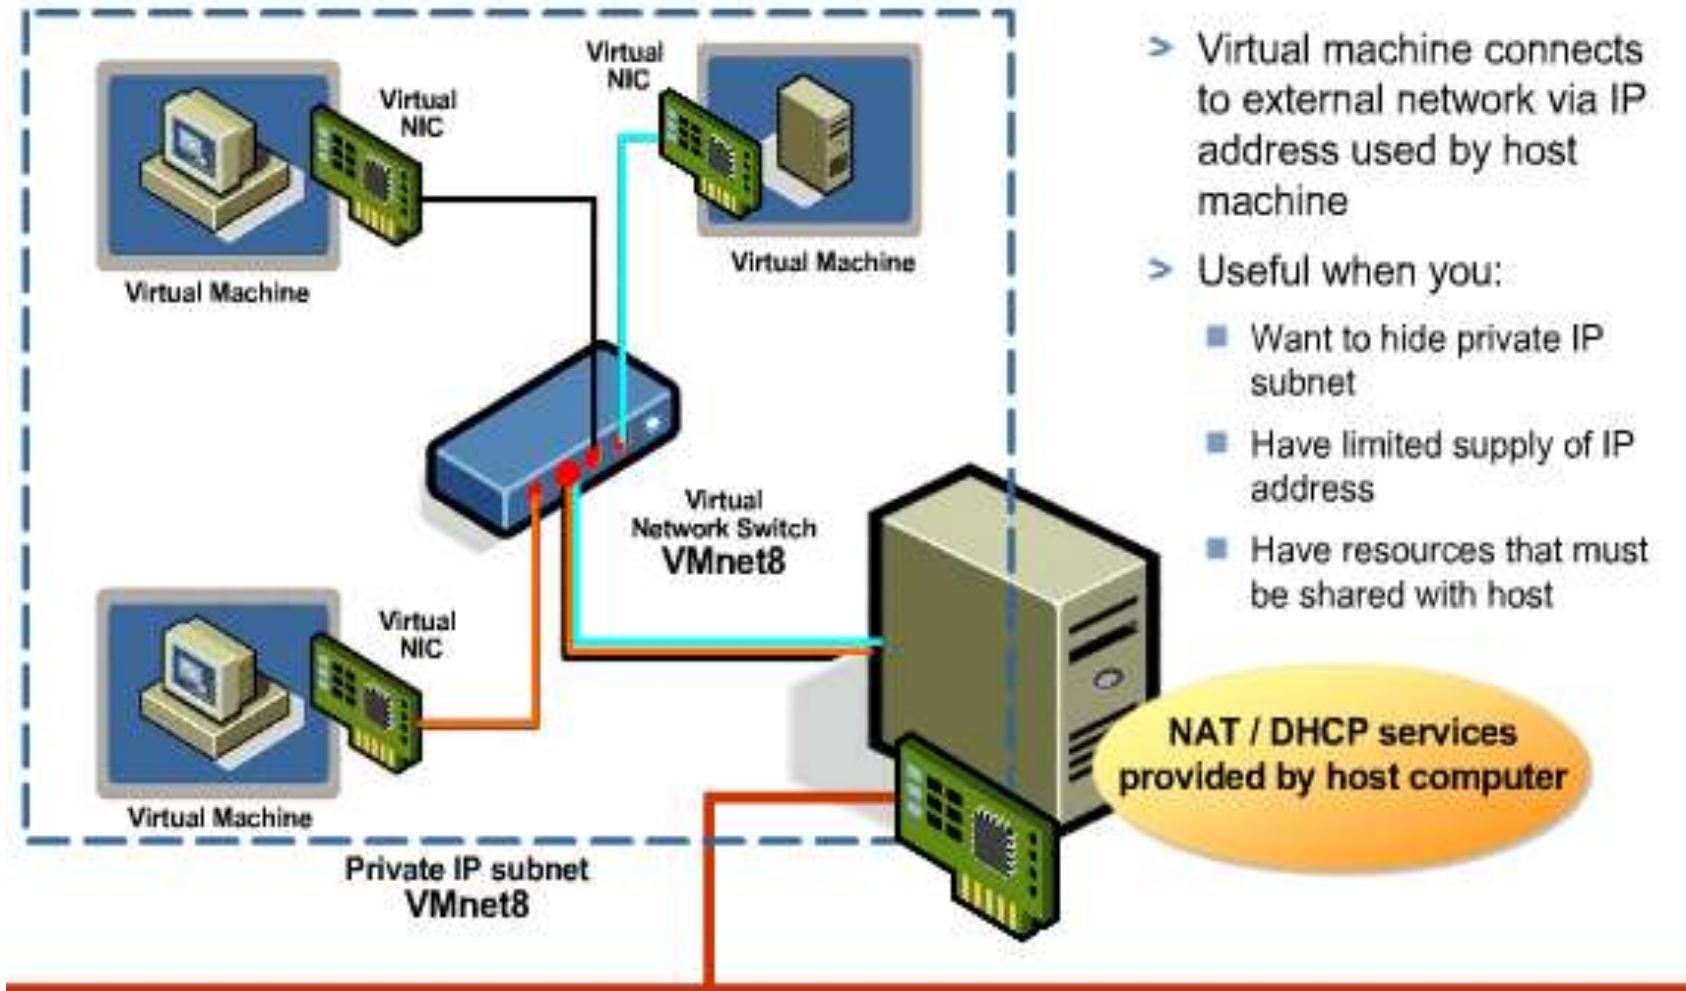 Virtual
NIC
Virtual Machine
Virtual
NIC
Virtual Machine
Virtual
Network Switch
VMnet8
Virtual
NIC
Virtual Machine
Private IP subnet
VMnet8
> Virtual machine connects
to external network via IP
address used by host
machine
> Useful when you:
Want to hide private IP
subnet
Have limited supply of IP
address
Have resources that must
be shared with host
NAT / DHCP services
provided by host computer